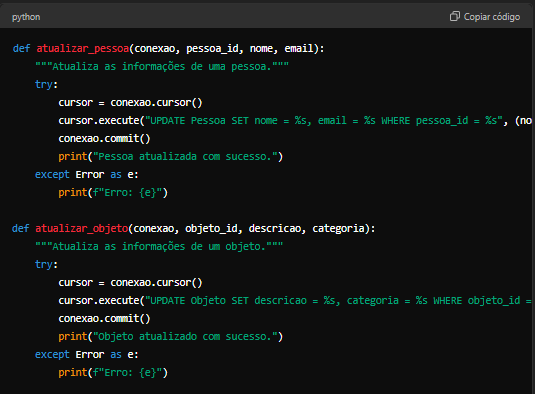 python
Copiar código
def atualizar_pessoa(conexao, pessoa_id, nome, email):
"""Atualiza as informações de uma pessoa."""
try:
cursor = conexao.cursor()
cursor.execute("UPDATE Pessoa SET nome = %s, email = %s WHERE pessoa_id = %s", (no
conexao.commit()
print("Pessoa atualizada com sucesso.")
except Error as e:
print(f"Erro: {e}")
def atualizar_objeto(conexao, objeto_id, descricao, categoria):
"""Atualiza as informações de um objeto."""
try:
cursor = conexao.cursor()
cursor.execute("UPDATE Objeto SET descricao = %s, categoria = %s WHERE objeto_id =
conexao.commit()
print("Objeto atualizado com sucesso.")
except Error as e:
print(f"Erro: {e}")